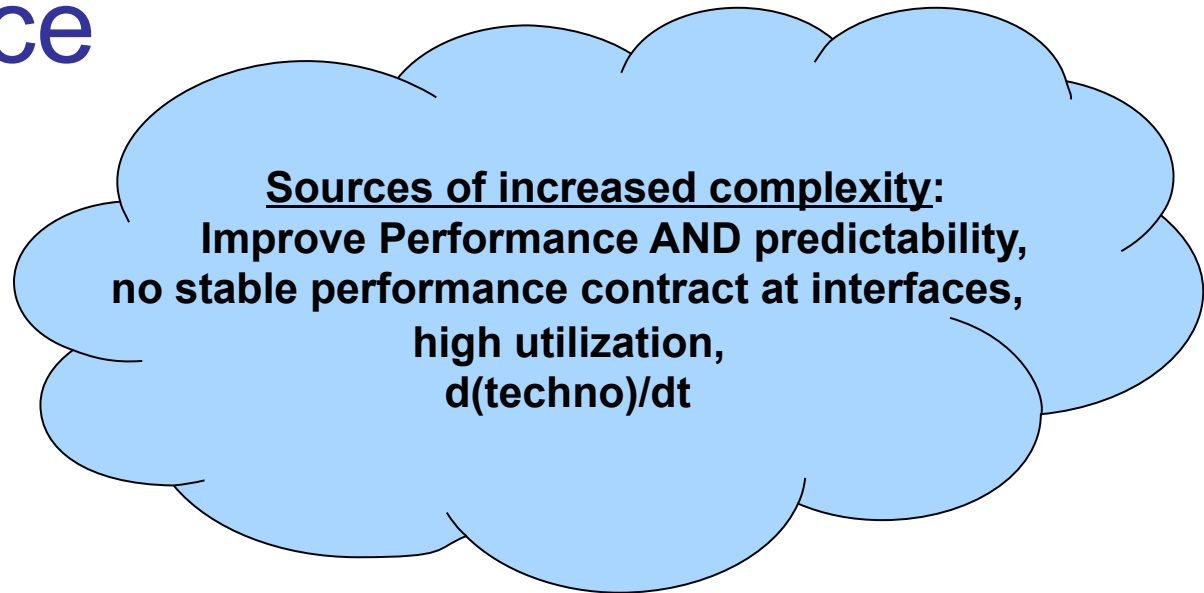 ce
Sources of increased complexity:
Improve Performance AND predictability,
no stable performance contract at interfaces,
high utilization,
d(techno)/dt